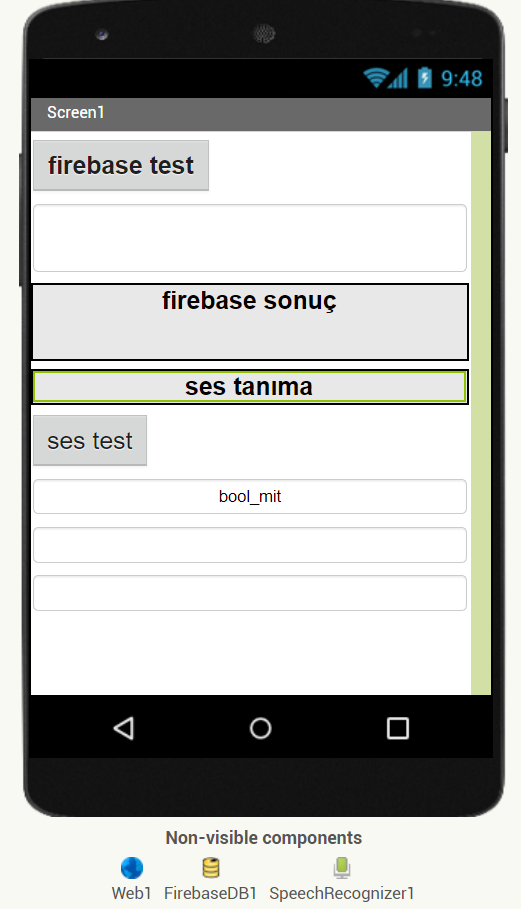 9:48
Screen1
firebase test
firebase sonuç
ses tanıma
ses test
bool_mit
Non-visible components
Web1 FirebaseDB1 SpeechRecognizer1